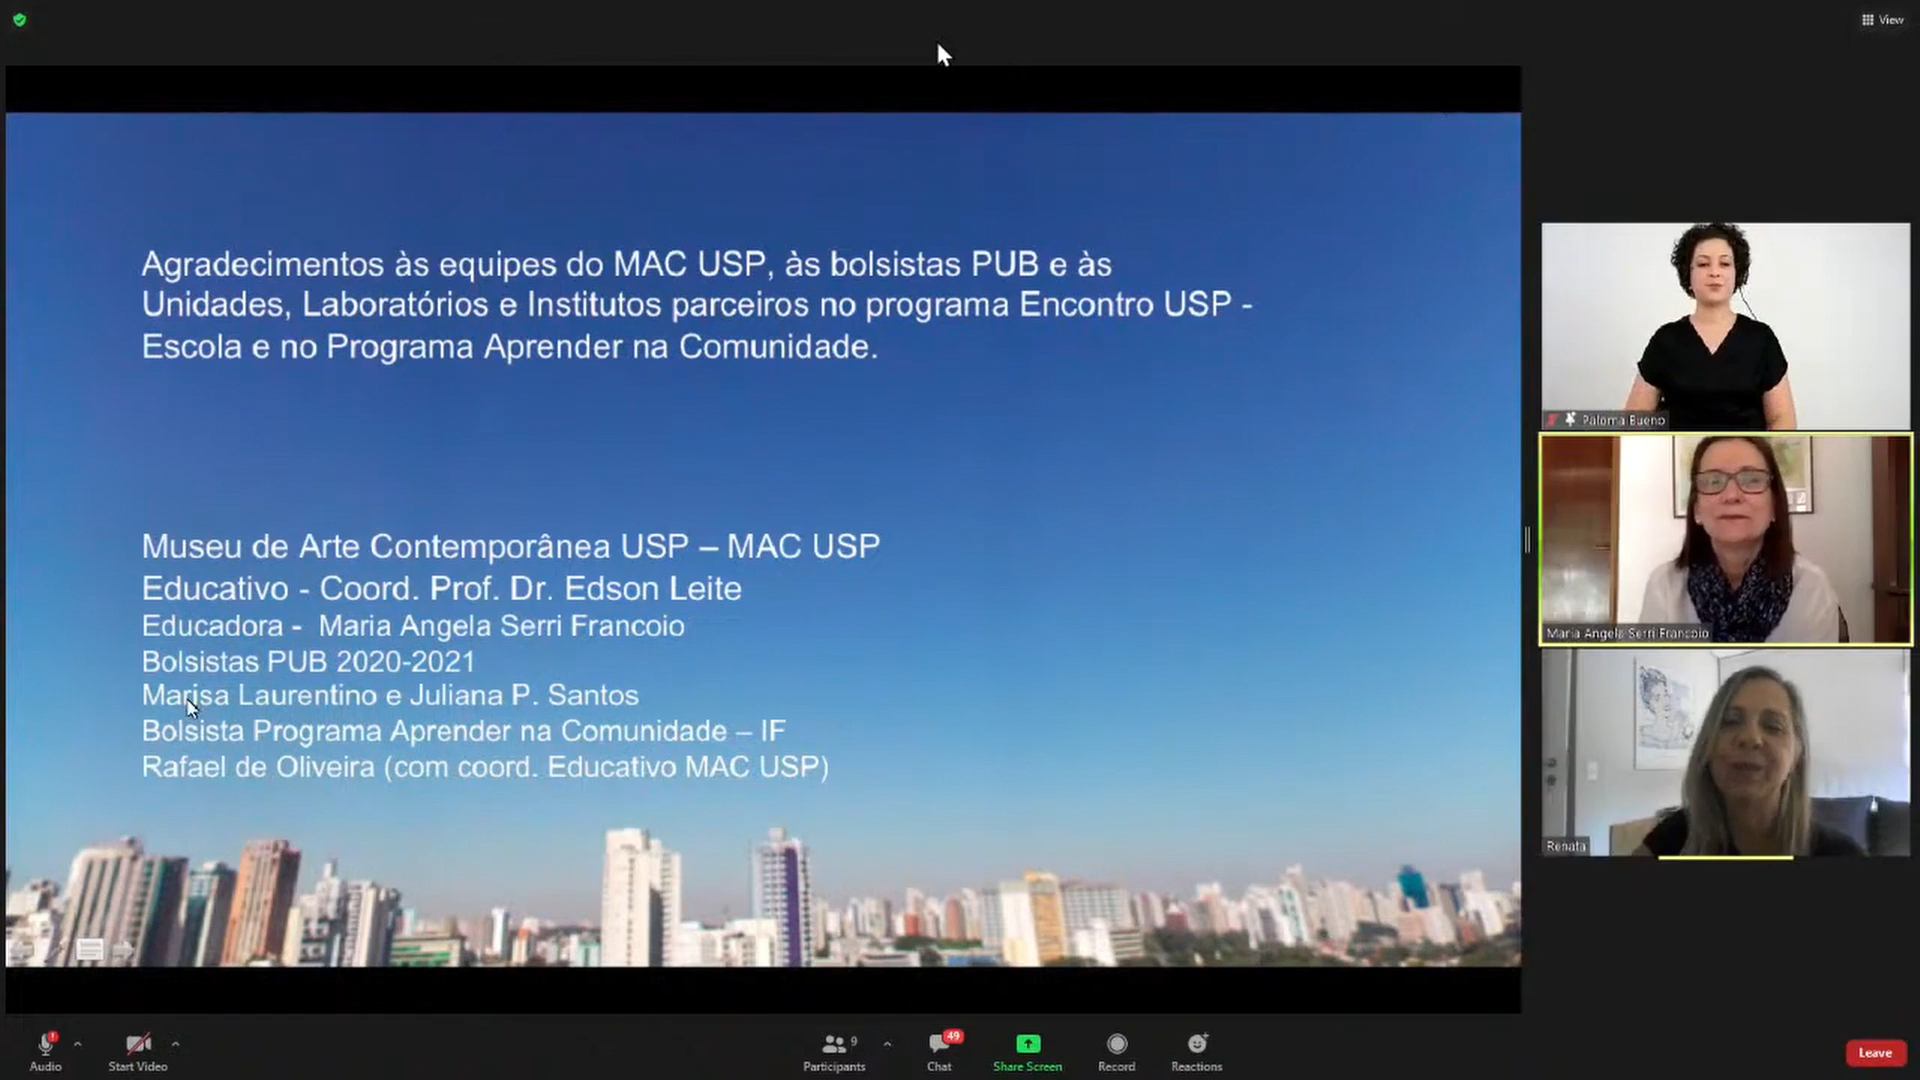 View
Agradecimentos às equipes do MAC USP, às bolsistas PUB e às
Unidades, Laboratórios e Institutos parceiros no programa Encontro USP -
Escola e no Programa Aprender na Comunidade.
Museu de Arte Contemporânea USP – MAC USP
Educativo - Coord. Prof. Dr. Edson Leite
Educadora - Maria Angela Serri Francoio
Bolsistas PUB 2020-2021
Marisa Laurentino e Juliana P. Santos
Bolsista Programa Aprender na Comunidade – IF
Rafael de Oliveira (com coord. Educativo MAC USP)
Paloma Bueno
Maria Angela Serri Francoio
Renata
Audio
Start Video
9
Participants
49
Chat
Share Screen
Record
Reactions
Leave